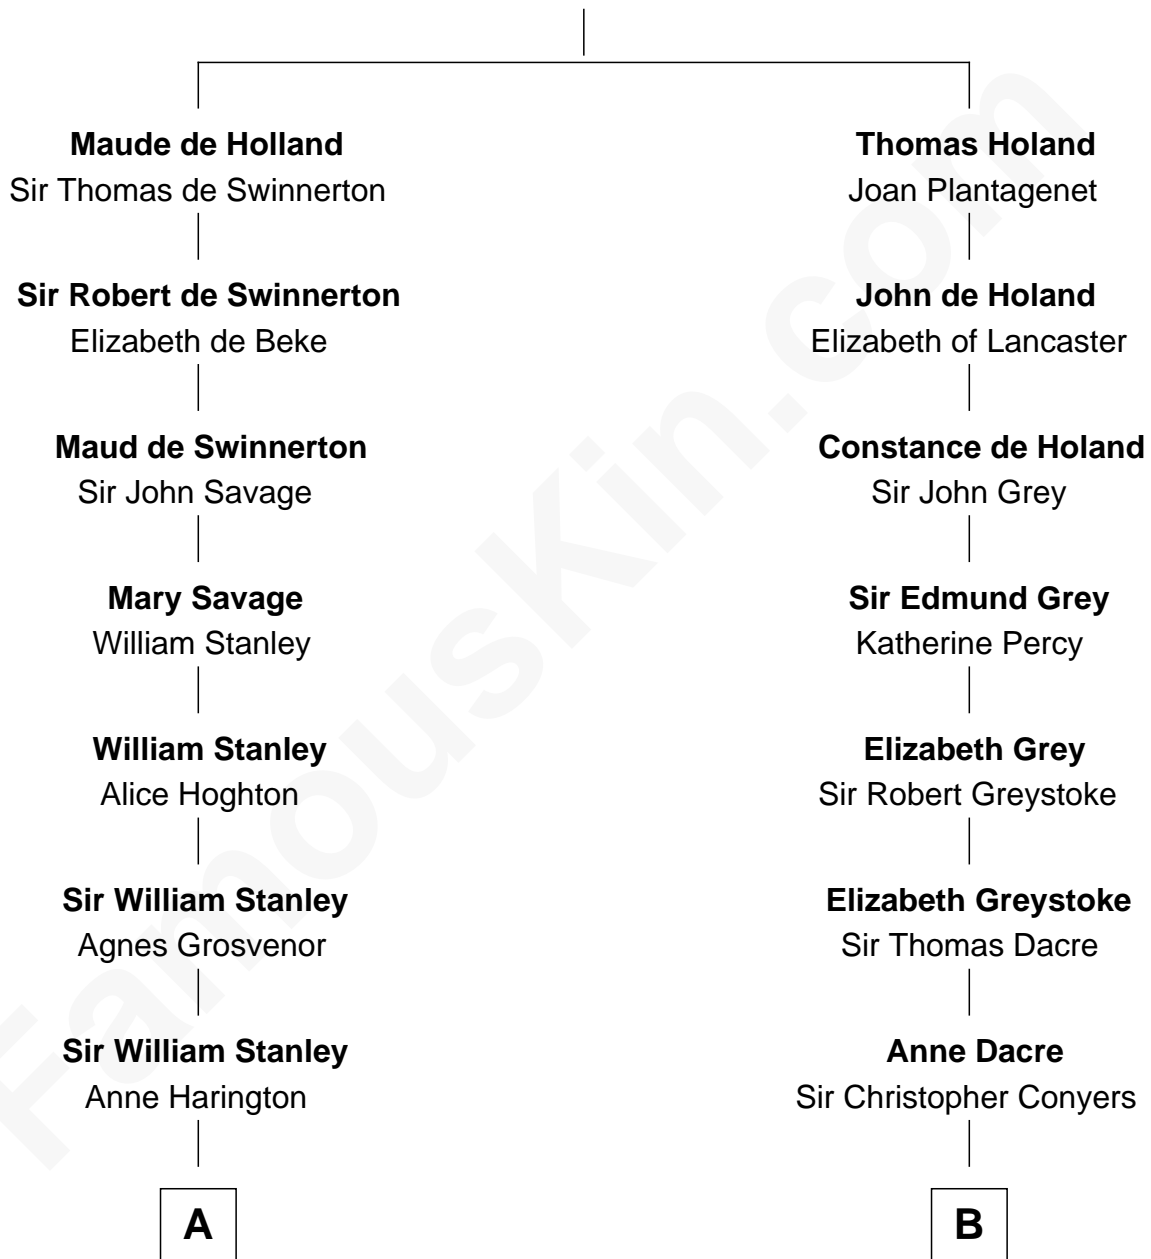 Maude de Holland
Sir Thomas de Swinnerton
Sir Robert de Swinnerton
Elizabeth de Beke
Maud de Swinnerton
Sir John Savage
Mary Savage
William Stanley
William Stanley
Alice Hoghton
Sir William Stanley
Agnes Grosvenor
Sir William Stanley
Anne Harington
A
Thomas Holand
Joan Plantagenet
John de Holand
Elizabeth of Lancaster
Constance de Holand
Sir John Grey
Sir Edmund Grey
Katherine Percy
Elizabeth Grey
Sir Robert Greystoke
Elizabeth Greystoke
Sir Thomas Dacre
Anne Dacre
Sir Christopher Conyers
B
FamousKin.com